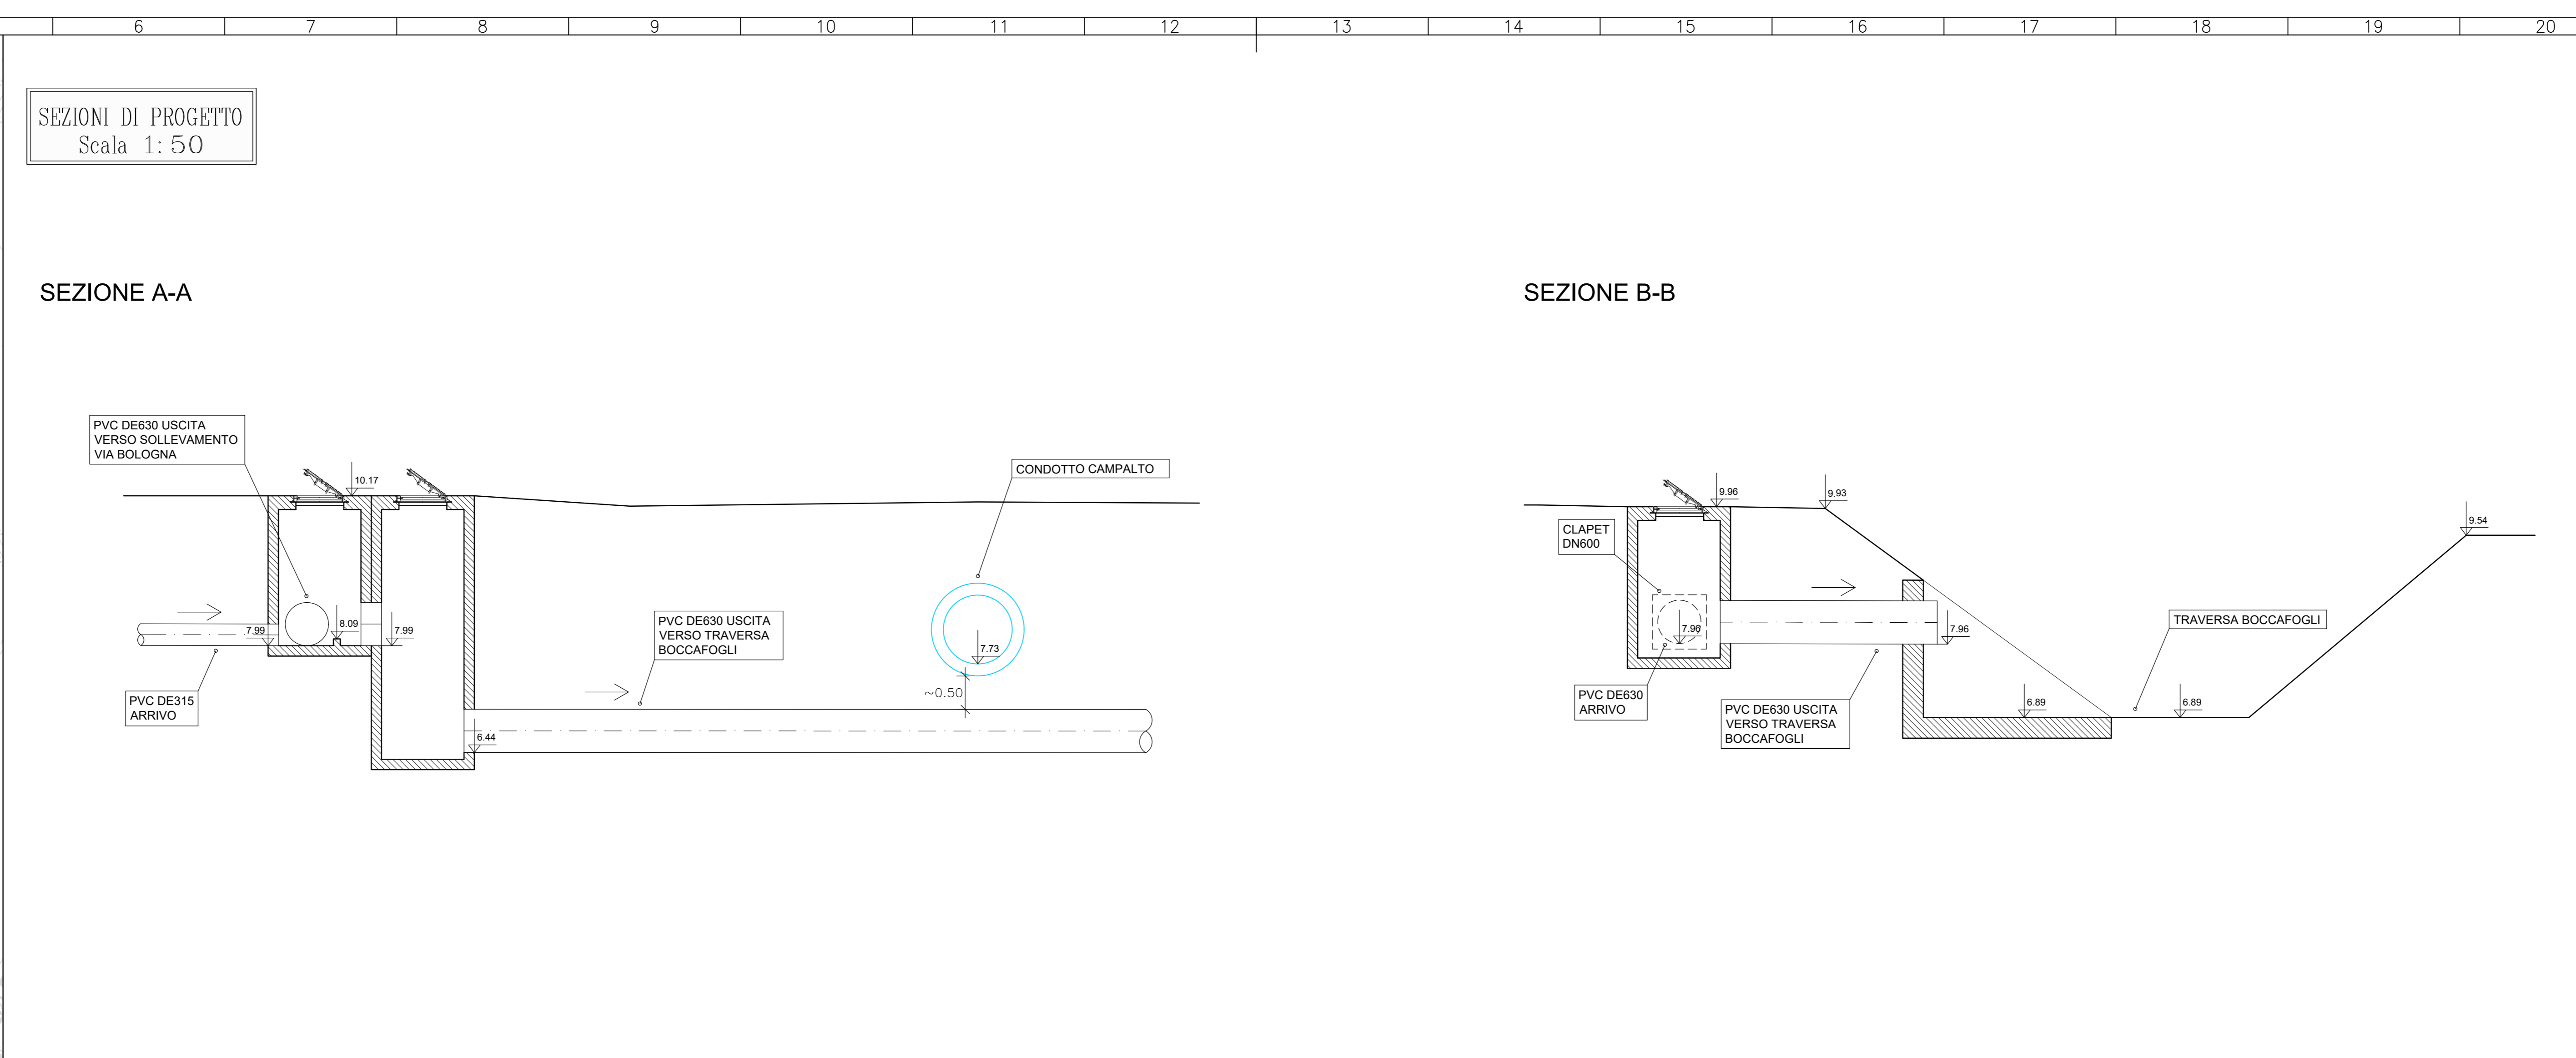 6 7 8 9 10 11 12 13 14 15 16 17 18 19 20
SEZIONI DI PROGETTO
Scala 1:50
SEZIONE A-A
PVC DE630 USCITA
VERSO SOLLEVAMENTO
VIA BOLOGNA
10.17
CONDOTTO CAMPALTO
7.99
8.09
7.99
PVC DE630 USCITA
VERSO TRAVERSA
BOCCAFOGLI
7.73
~0.50
PVC DE315
ARRIVO
6.44
SEZIONE B-B
9.96
9.93
9.54
CLAPET
DN600
7.96
7.96
TRAVERSA BOCCAFOGLI
PVC DE630
ARRIVO
PVC DE630 USCITA
VERSO TRAVERSA
BOCCAFOGLI
6.89
6.89